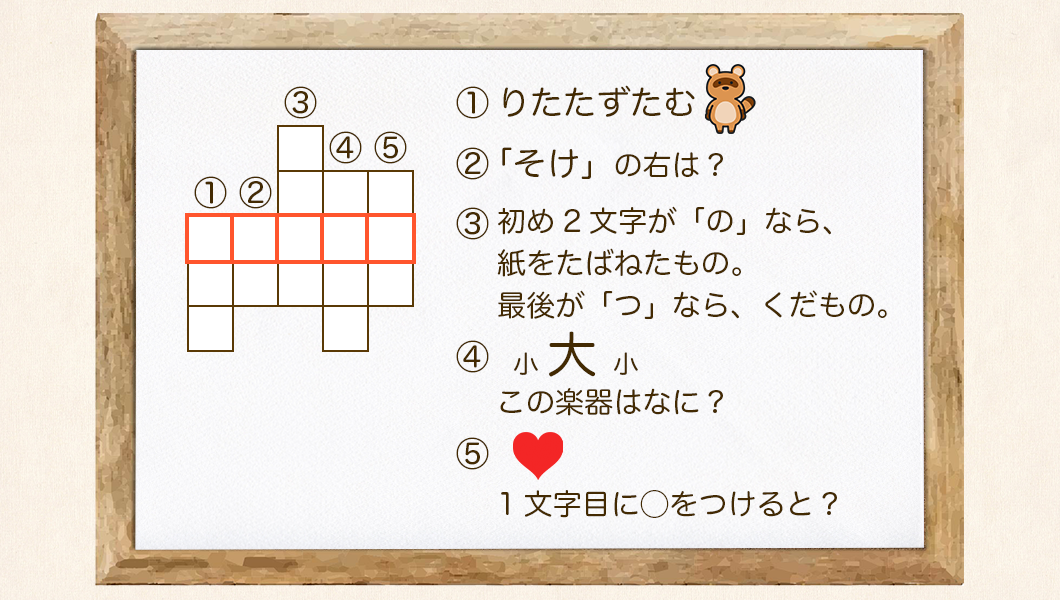 ③
④ ⑤
① ②
① りたたずたむ
② 「そけ」の右は？
③ 初め2文字が「の」なら、
紙をたばねたもの。
最後が「つ」なら、くだもの。
④ 小 大 小
この楽器はなに？
⑤
1文字目に◯をつけると？